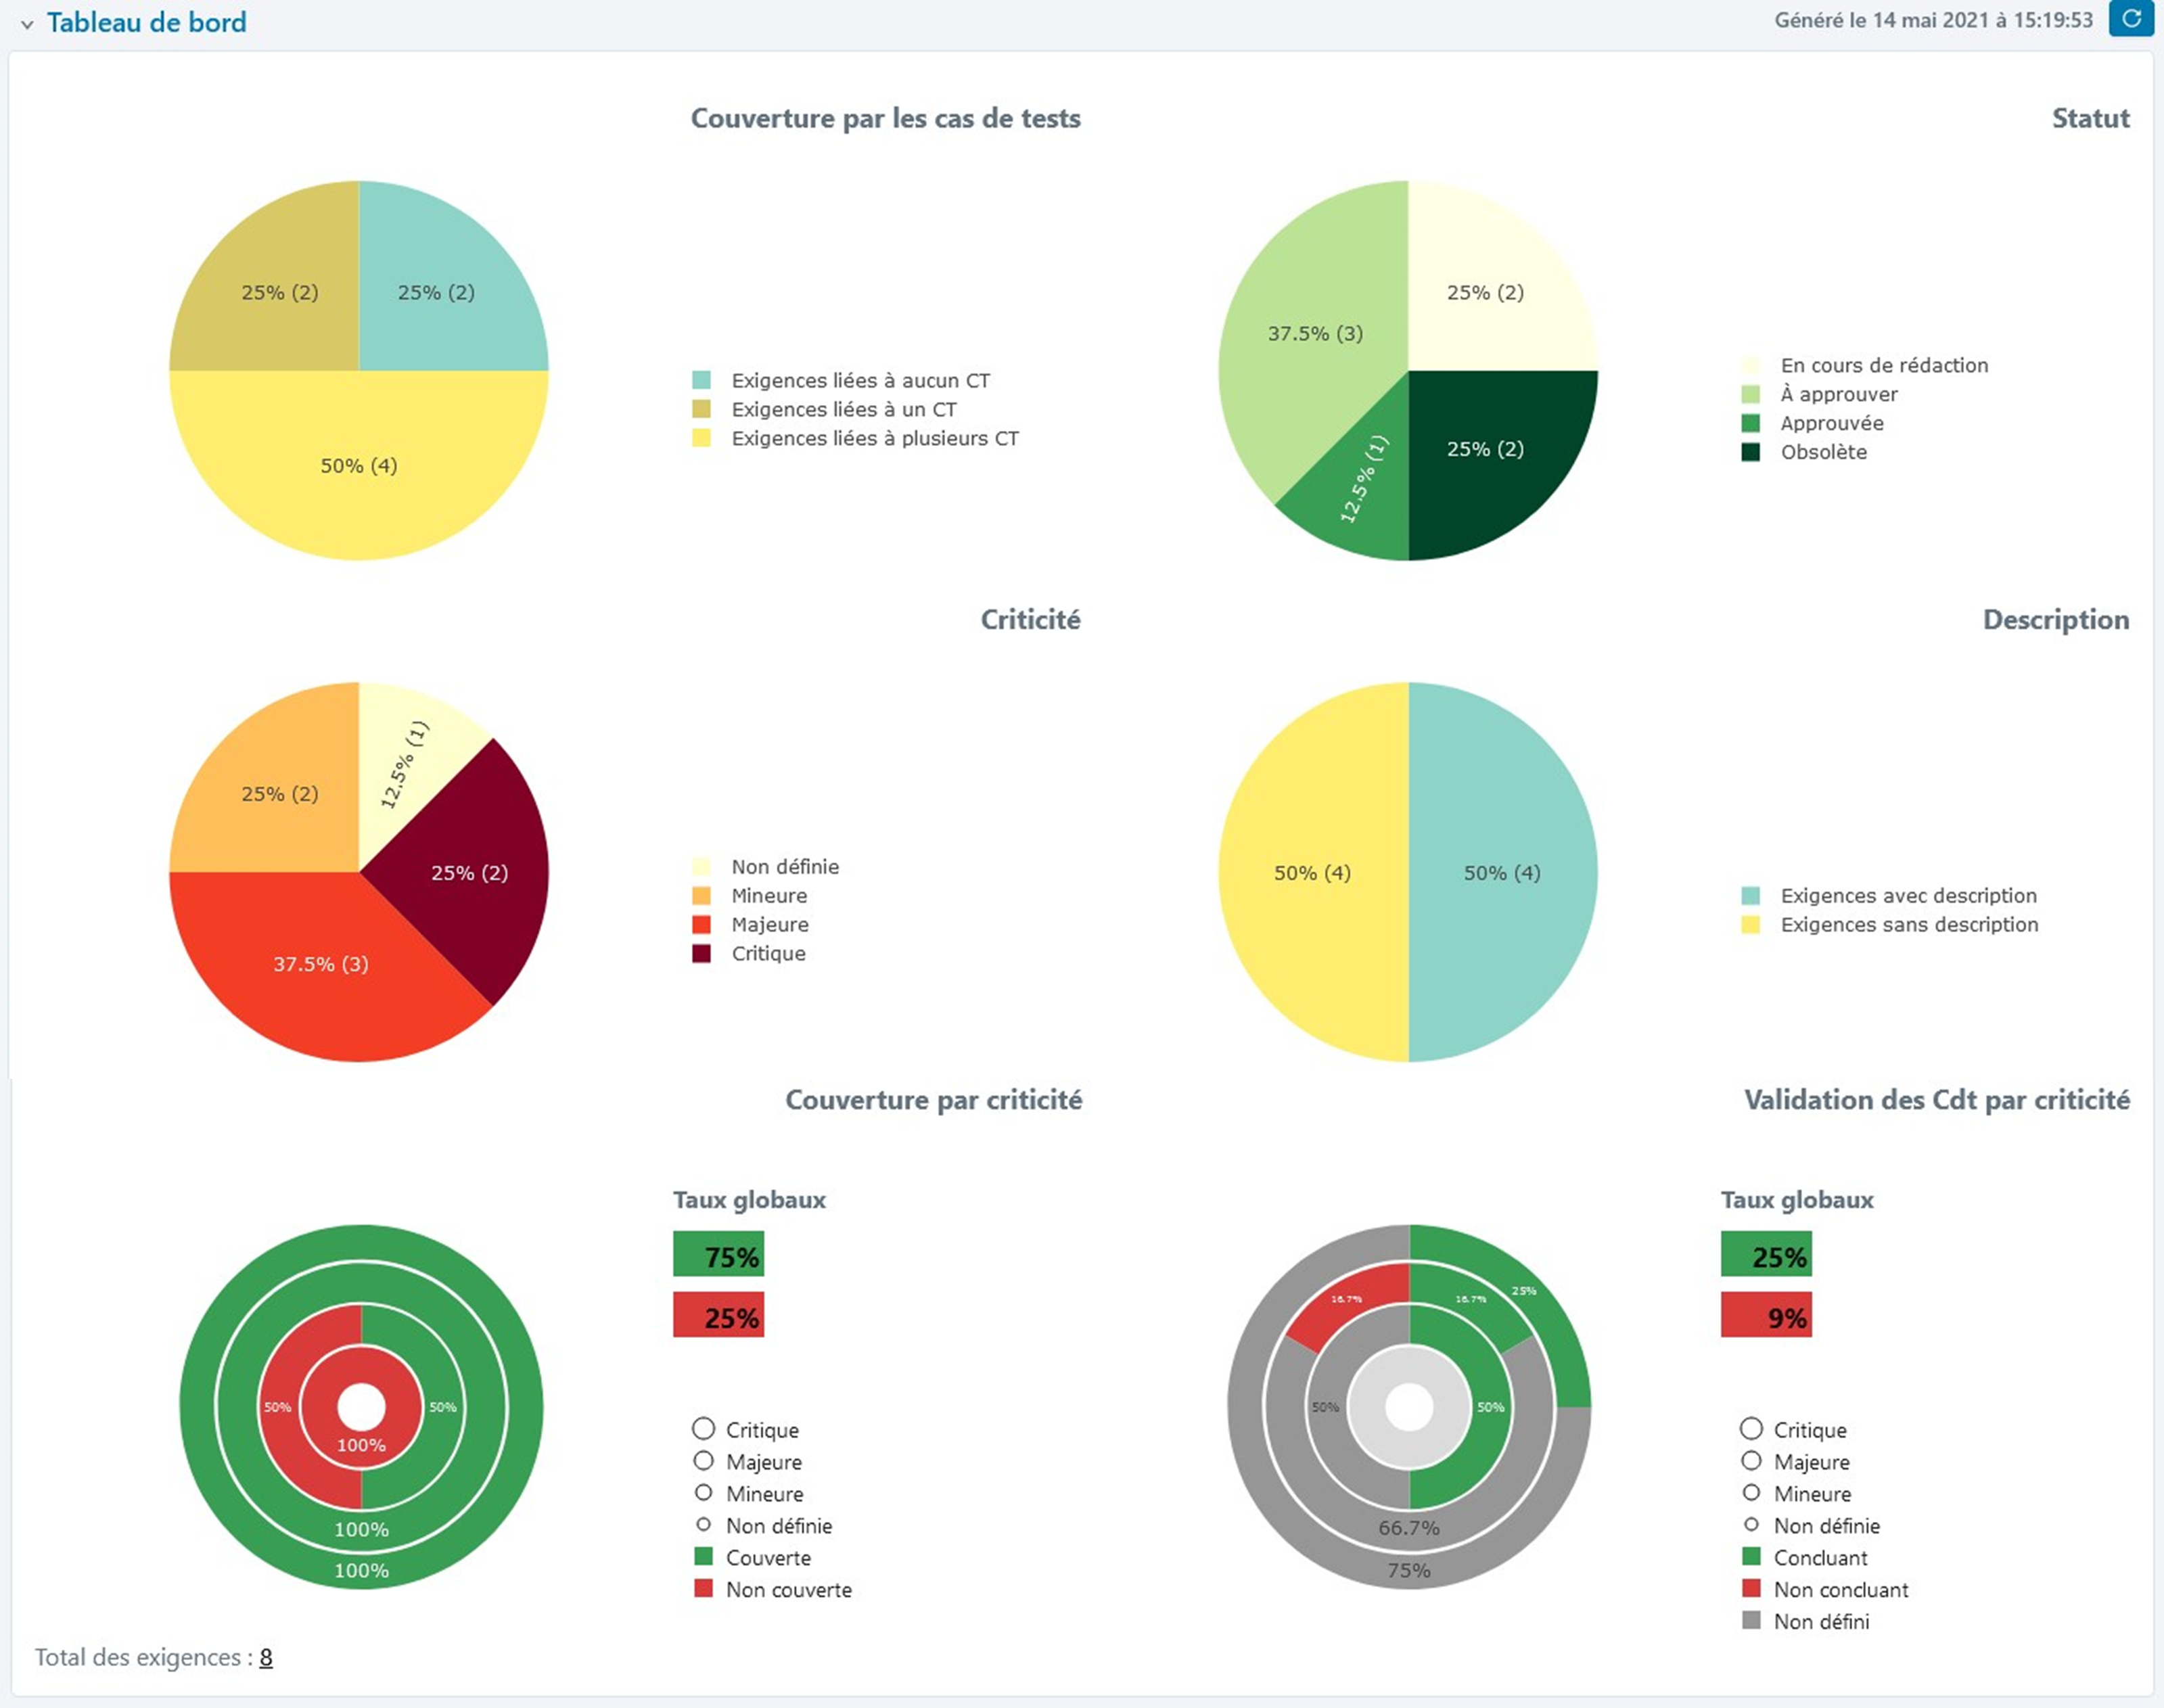 Tableau de bord
Généré le 14 mai 2021 à 15:19:53
Couverture par les cas de tests
25% (2)
25% (2)
50% (4)
Exigences liées à aucun CT
Exigences liées à un CT
Exigences liées à plusieurs CT
Statut
25% (2)
37.5% (3)
12.5% (1)
25% (2)
En cours de rédaction
À approuver
Approuvée
Obsolète
Criticité
12.5% (1)
25% (2)
25% (2)
37.5% (3)
Non définie
Mineure
Majeure
Critique
Description
50% (4)
50% (4)
Exigences avec description
Exigences sans description
Couverture par criticité
Taux globaux
75%
25%
50%
50%
100%
100%
100%
Critique
Majeure
Mineure
Non définie
Couverte
Non couverte
Validation des Cdt par criticité
Taux globaux
25%
9%
25%
16.7%
16.7%
50%
50%
66.7%
75%
Critique
Majeure
Mineure
Non définie
Concluant
Non concluant
Non défini
Total des exigences : 8